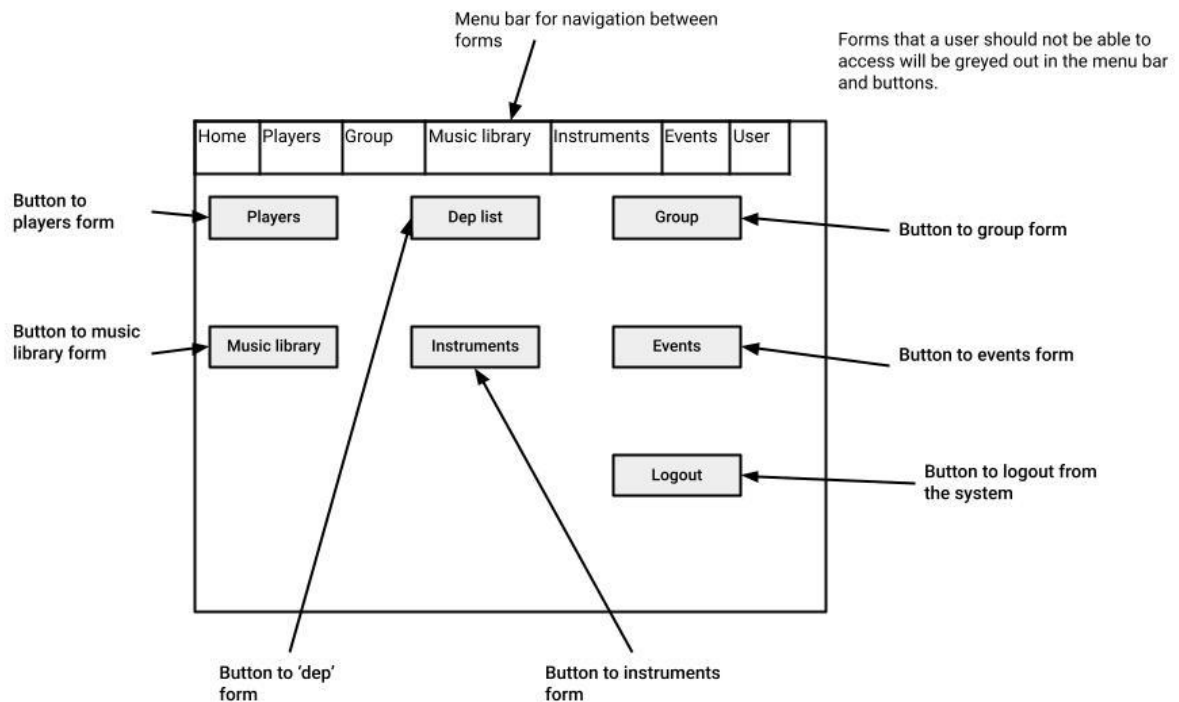 Menu bar for navigation between
forms
Forms that a user should not be able to
access will be greyed out in the menu bar
and buttons.
Home Players Group Music library Instruments Events User
Button to
players form
Players
Dep list
Group
Button to group form
Button to music
library form
Music library
Instruments
Events
Button to events form
Logout
Button to logout from
the system
Button to ‘dep’
form
Button to instruments
form